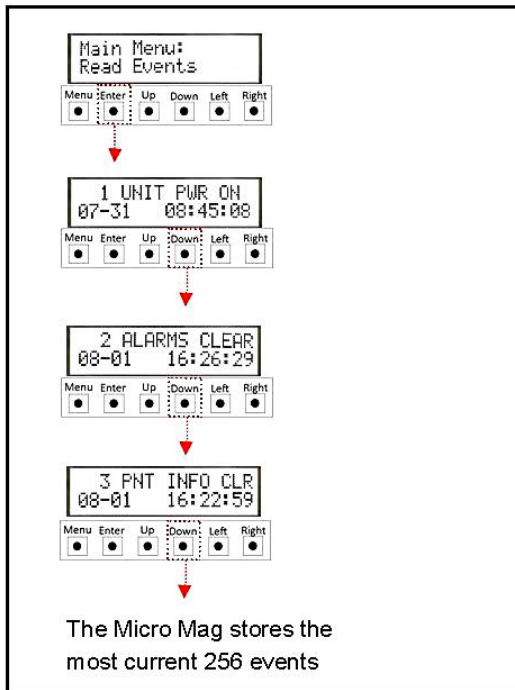 Main Menu:
Read Events
Menu Enter Up Down Left Right
1 UNIT PWR ON
07-31 08:45:08
Menu Enter Up Down Left Right
2 ALARMS CLEAR
08-01 16:26:29
Menu Enter Up Down Left Right
3 PNT INFO CLR
08-01 16:22:59
Menu Enter Up Down Left Right
The Micro Mag stores the
most current 256 events